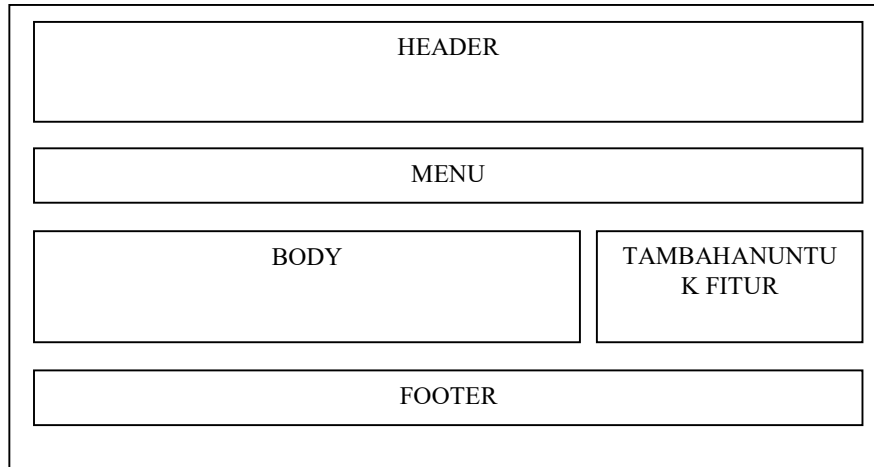 HEADER
MENU
BODY
TAMBAHANUNTU
K FITUR
FOOTER